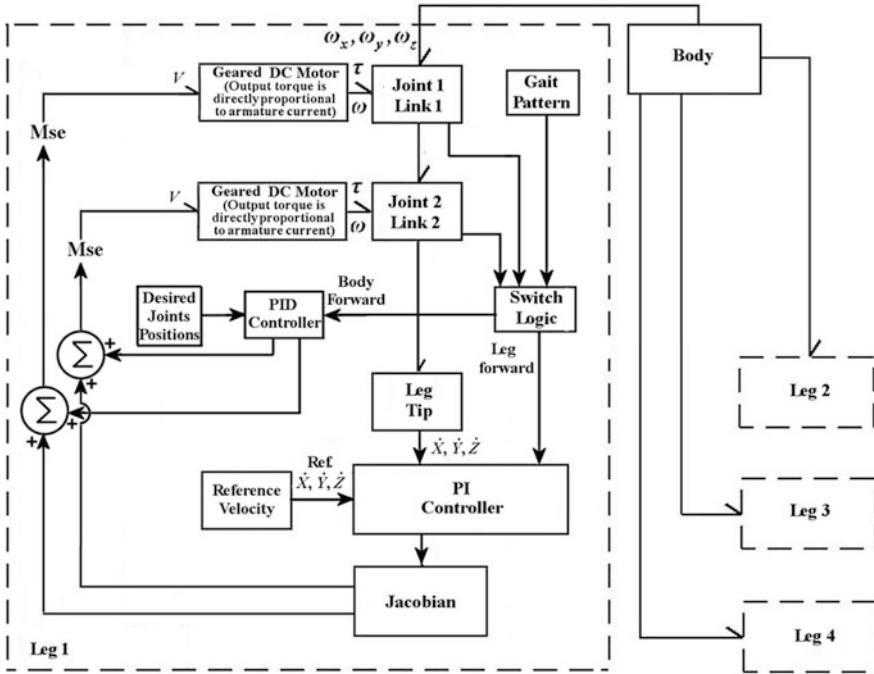 ωx, ωy, ωz
Body
V
Geared DC Motor
(Output torque is
directly proportional
to armature current)
τ
ω
Joint 1
Link 1
Gait
Pattern
Mse
V
Geared DC Motor
(Output torque is
directly proportional
to armature current)
τ
ω
Joint 2
Link 2
Mse
Desired
Joints
Positions
PID
Controller
Body
Forward
Switch
Logic
Σ
+
+
Leg
forward
Leg
Tip
Leg 2
Σ
+
+
Ẋ, Ẏ, Ż
Reference
Velocity
Ref.
Ẋ, Ẏ, Ż
PI
Controller
Leg 3
Jacobian
Leg 1
Leg 4